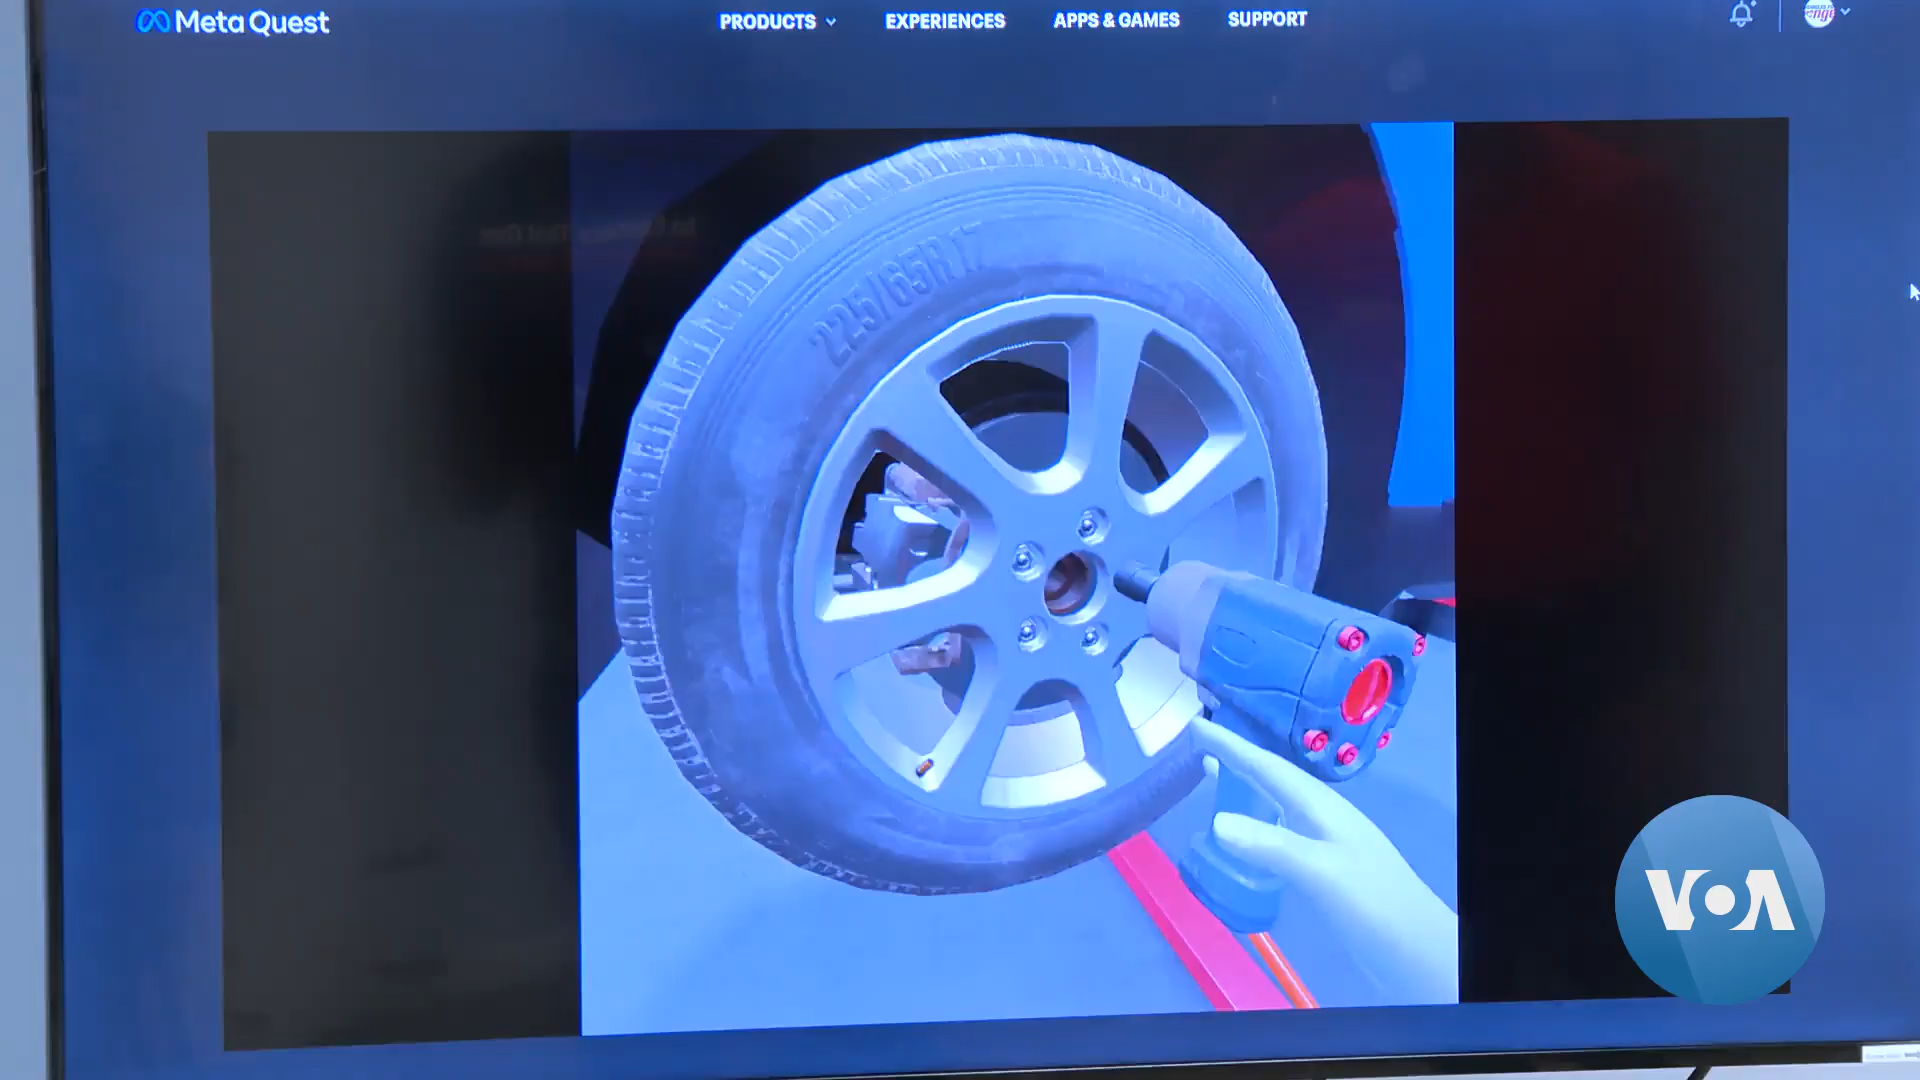 Meta Quest
PRODUCTS
EXPERIENCES
APPS & GAMES
SUPPORT
225/65R17
VOA